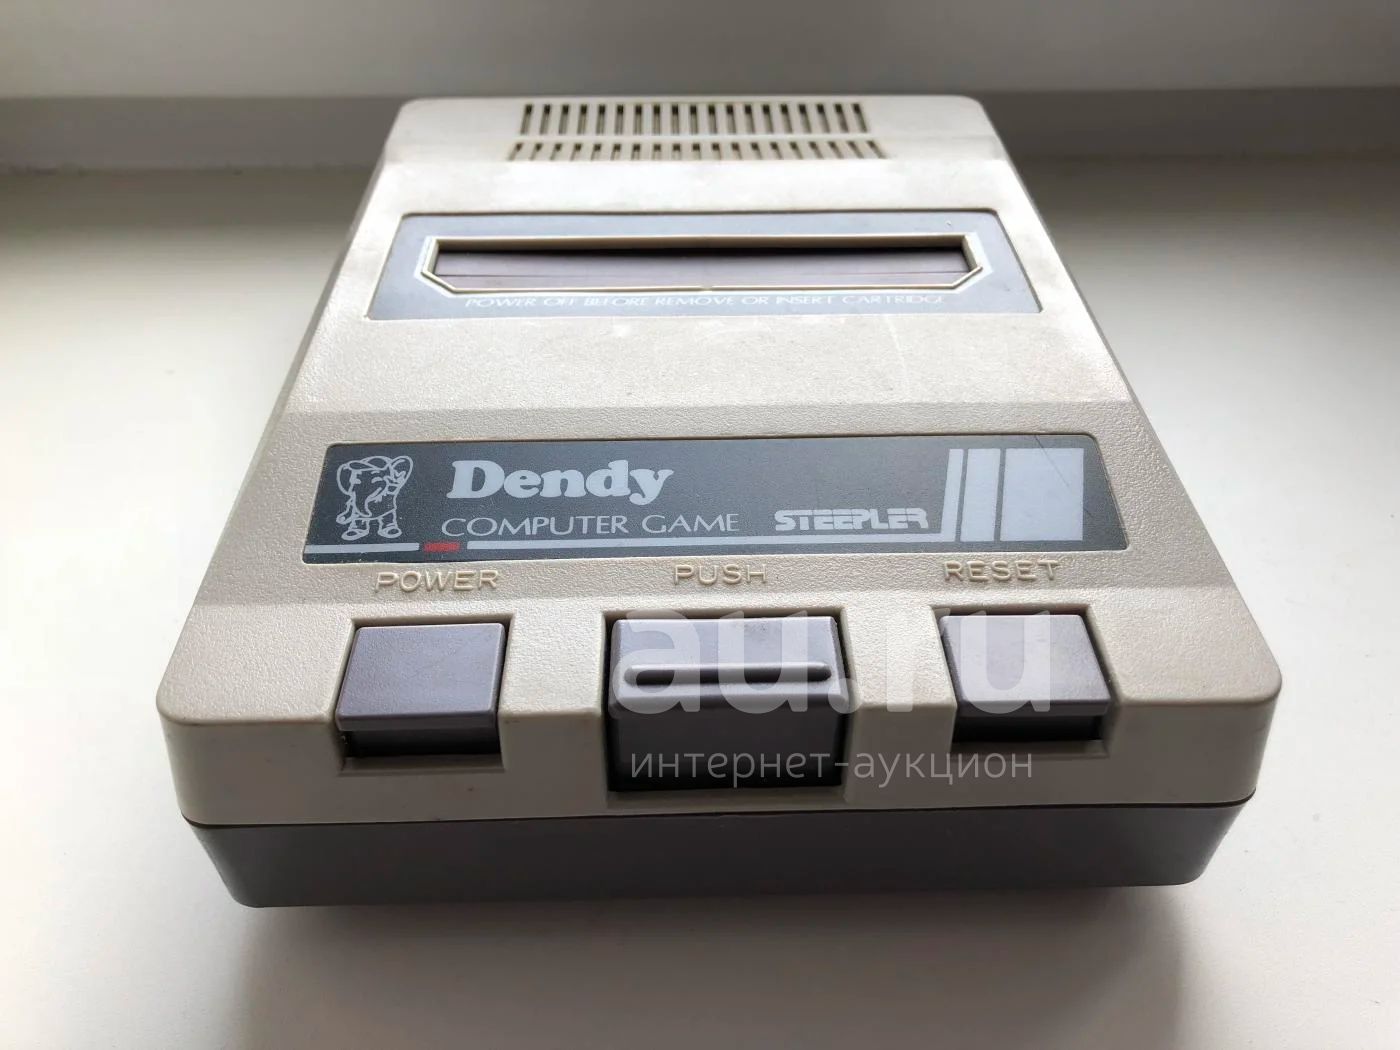 POWER OFF BEFORE REMOVE OR INSERT CARTRIDGE
Dendy
COMPUTER GAME STEEPLER
POWER PUSH RESET
au.ru
интернет-аукцион